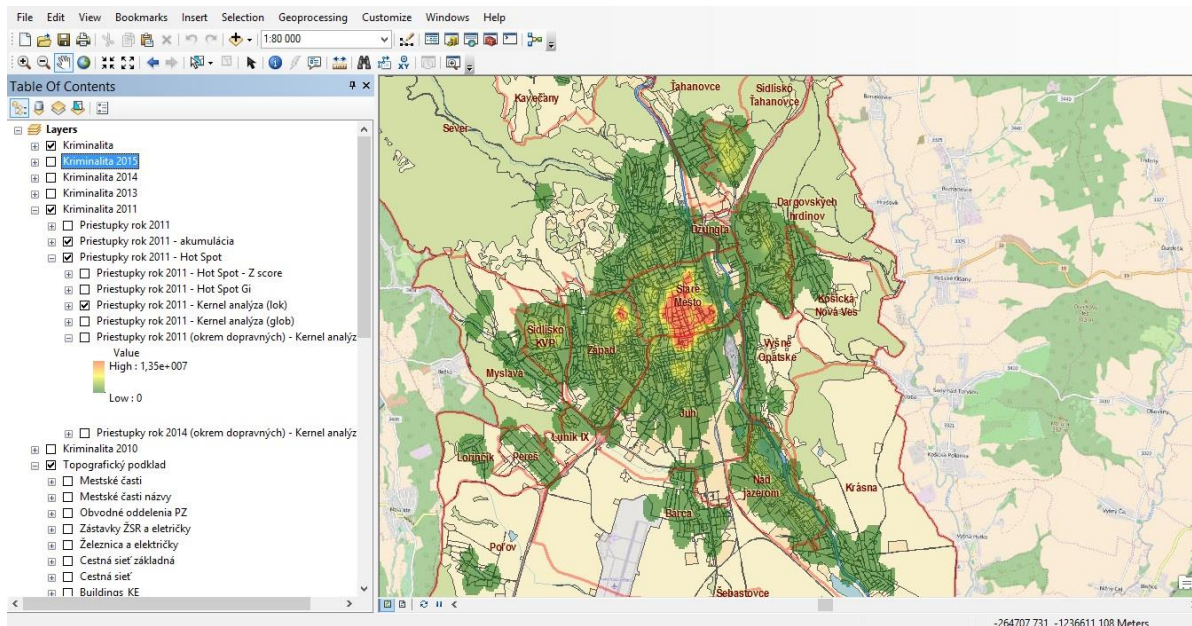 File Edit View Bookmarks Insert Selection Geoprocessing Customize Windows Help
1:80 000
Table Of Contents
Layers
Kriminalita
Kriminalita 2015
Kriminalita 2014
Kriminalita 2013
Kriminalita 2011
Priestupky rok 2011
Priestupky rok 2011 - akumulácia
Priestupky rok 2011 - Hot Spot
Priestupky rok 2011 - Hot Spot - Z score
Priestupky rok 2011 - Hot Spot Gi
Priestupky rok 2011 - Kernel analýza (lok)
Priestupky rok 2011 - Kernel analýza (glob)
Priestupky rok 2011 (okrem dopravných) - Kernel analýz
Value
High : 1,35e+007
Low : 0
Priestupky rok 2014 (okrem dopravných) - Kernel analýz
Kriminalita 2010
Topografický podklad
Mestské časti
Mestské časti názvy
Obvodné oddelenia PZ
Zástavky ŽSR a eletričky
Železnica a električky
Cestná sieť základná
Cestná sieť
Buildings KE
Kavečany
Ťahanovce
Sidlisko
Ťahanovce
Sever
Dargovských
hrdinov
Džungľa
Staré
Mesto
Košická
Nová Ves
Sidlisko
KVP
Západ
Vyšné
Opátske
Myslava
Juh
Luník IX
Lorinčík
Pereš
Nad
jazerom
Krásna
Barca
Poľov
Šebastovce
-264707,731 -1236611,108 Meters